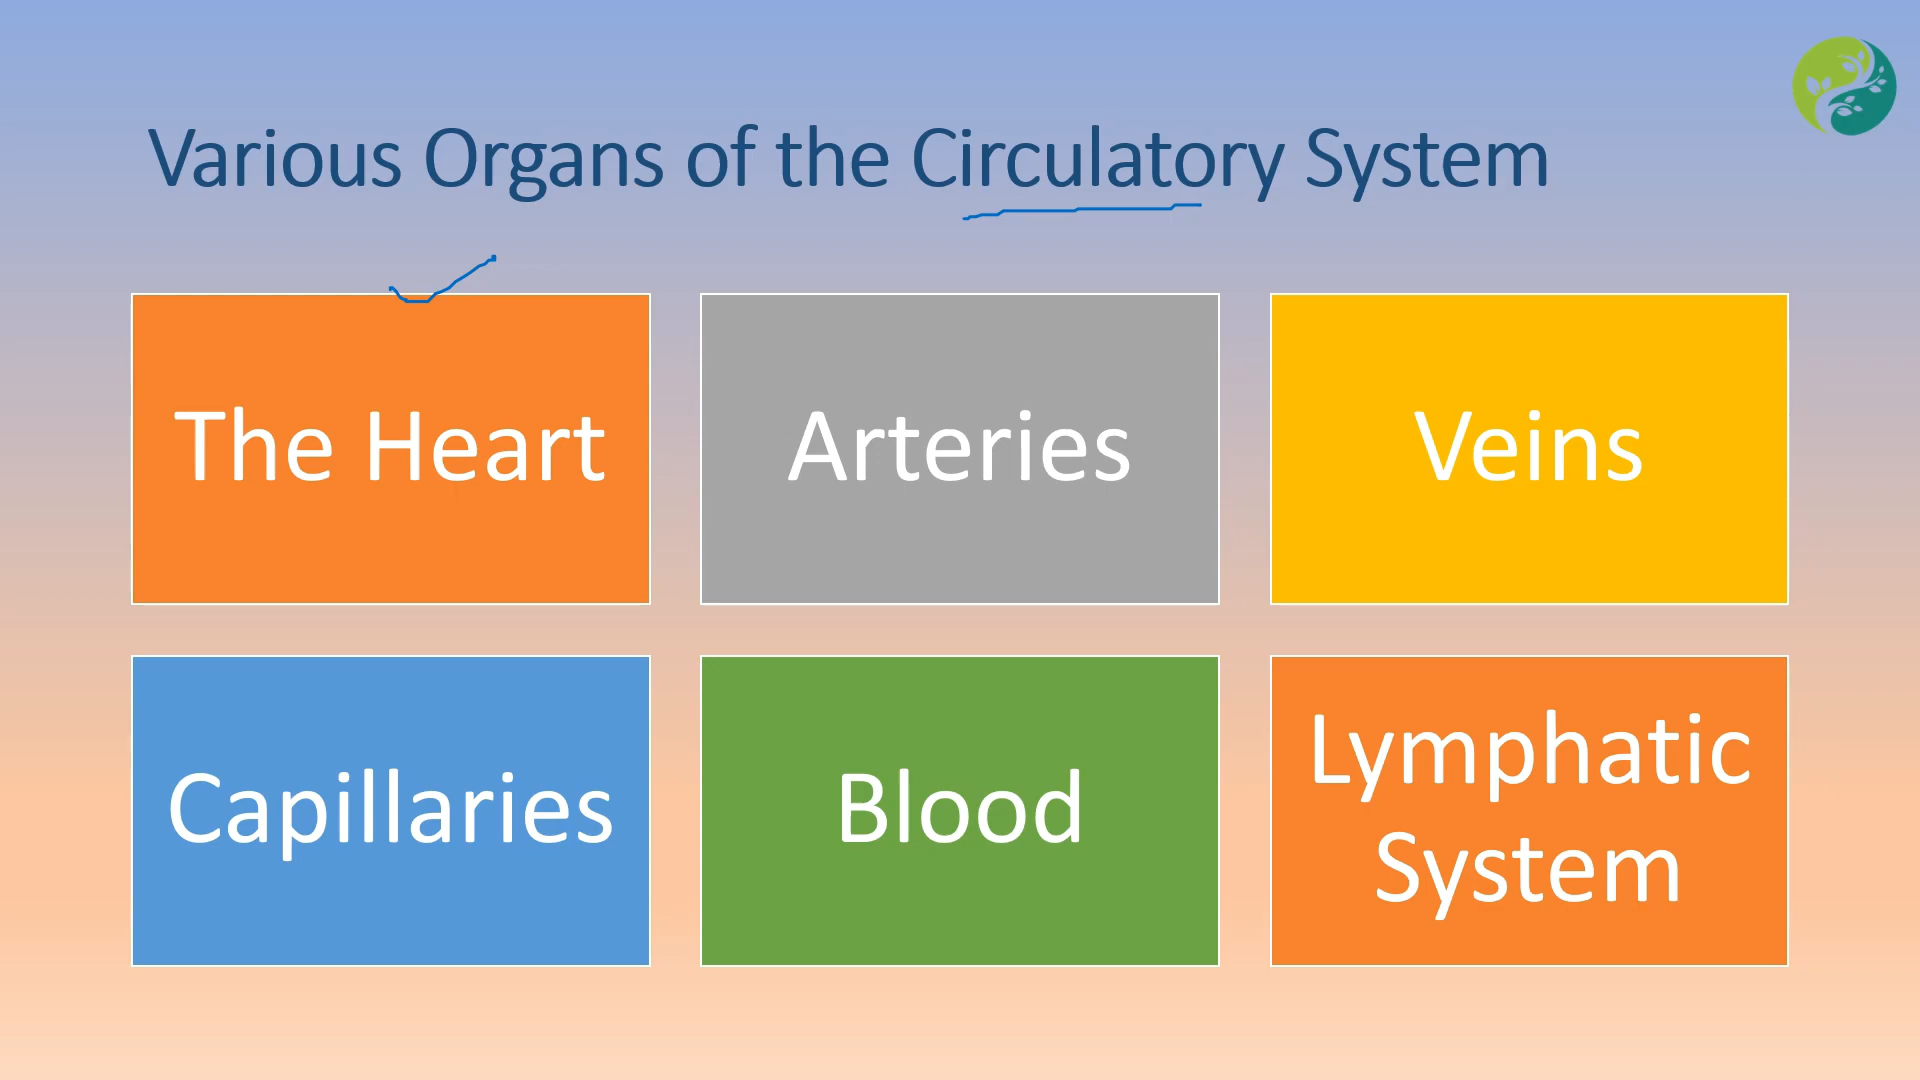 Various Organs of the Circulatory System
The Heart
Arteries
Veins
Capillaries
Blood
Lymphatic
System